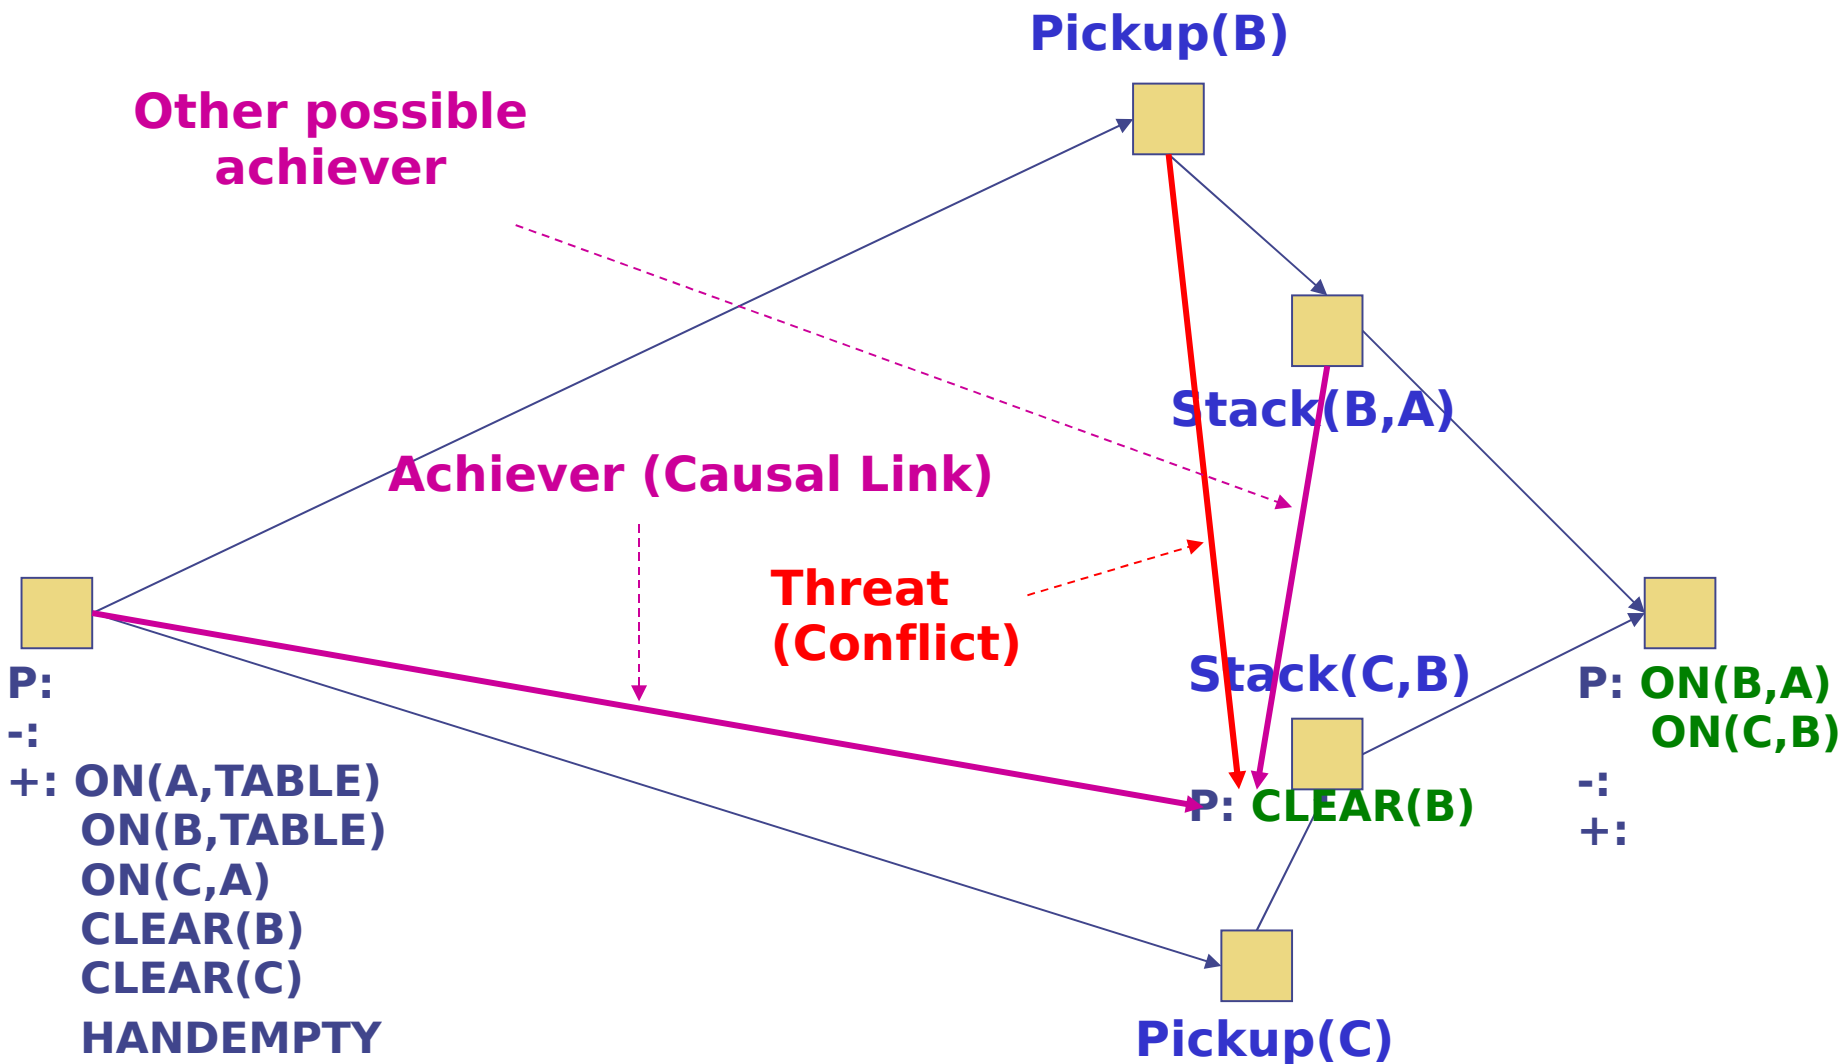 Pickup(B)
Other possible
achiever
Stack(B,A)
Achiever (Causal Link)
Threat
(Conflict)
Stack(C,B)
P:
-:
+: ON(A,TABLE)
ON(B,TABLE)
ON(C,A)
CLEAR(B)
CLEAR(C)
HANDEMPTY
P: CLEAR(B)
P: ON(B,A)
ON(C,B)
-:
+:
Pickup(C)